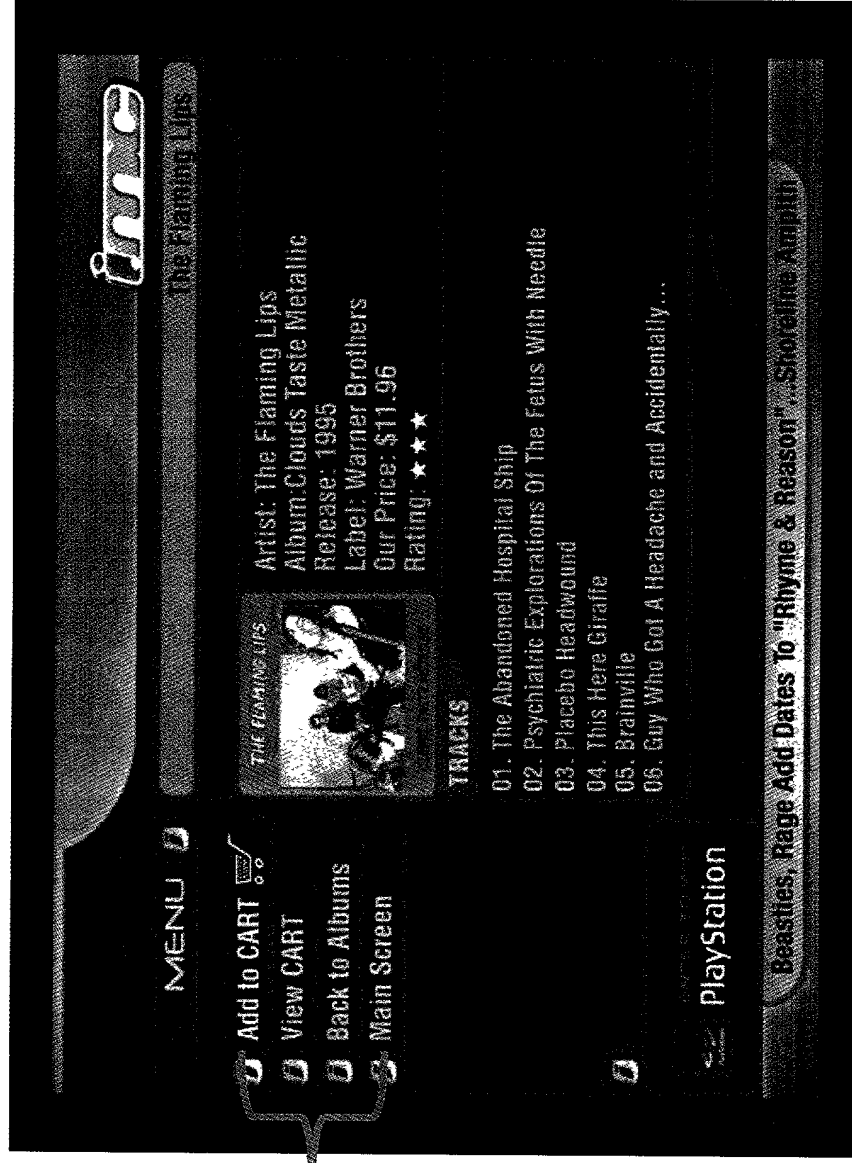 imic
The Flaming Lips
MENU
Add to CART
View CART
Back to Albums
Main Screen
THE FLAMING LIPS
Artist: The Flaming Lips
Album:Clouds Taste Metallic
Release: 1995
Label: Warner Brothers
Our Price: $11.96
Rating: ★★★
TRACKS
01. The Abandoned Hospital Ship
02. Psychiatric Explorations Of The Fetus With Needle
03. Placebo Headwound
04. This Here Giraffe
05. Brainville
06. Guy Who Got A Headache and Accidentally...
PlayStation
Beasties, Rage Add Dates To "Rhyme & Reason"...Shoreline Amphit